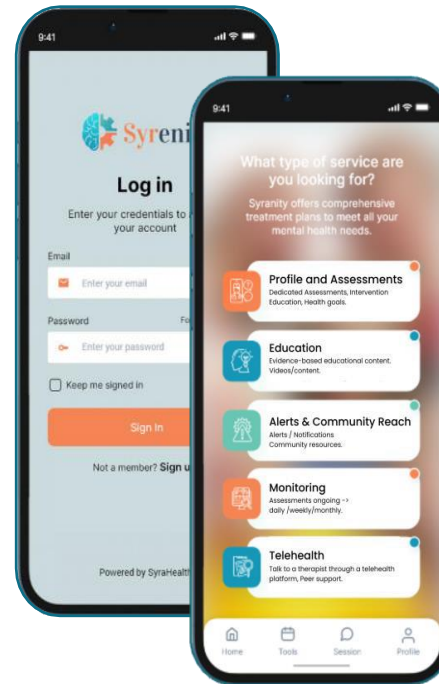 9:41
Syreni
Log in
Enter your credentials to
your account
Email
Enter your email
Password
Enter your password
Keep me signed in
Sign In
Not a member? Sign u
Powered by SyraHealth
9:41
What type of service are
you looking for?
Syranity offers comprehensive
treatment plans to meet all your
mental health needs.
Profile and Assessments
Dedicated Assessments, Intervention
Education, Health goals.
Education
Evidence-based educational content.
Videos/content.
Alerts & Community Reach
Alerts / Notifications
Community resources.
Monitoring
Assessments ongoing ->
daily /weekly/monthly.
Telehealth
Talk to a therapist through a telehealth
platform, Peer support.
Home
Tools
Session
Profile